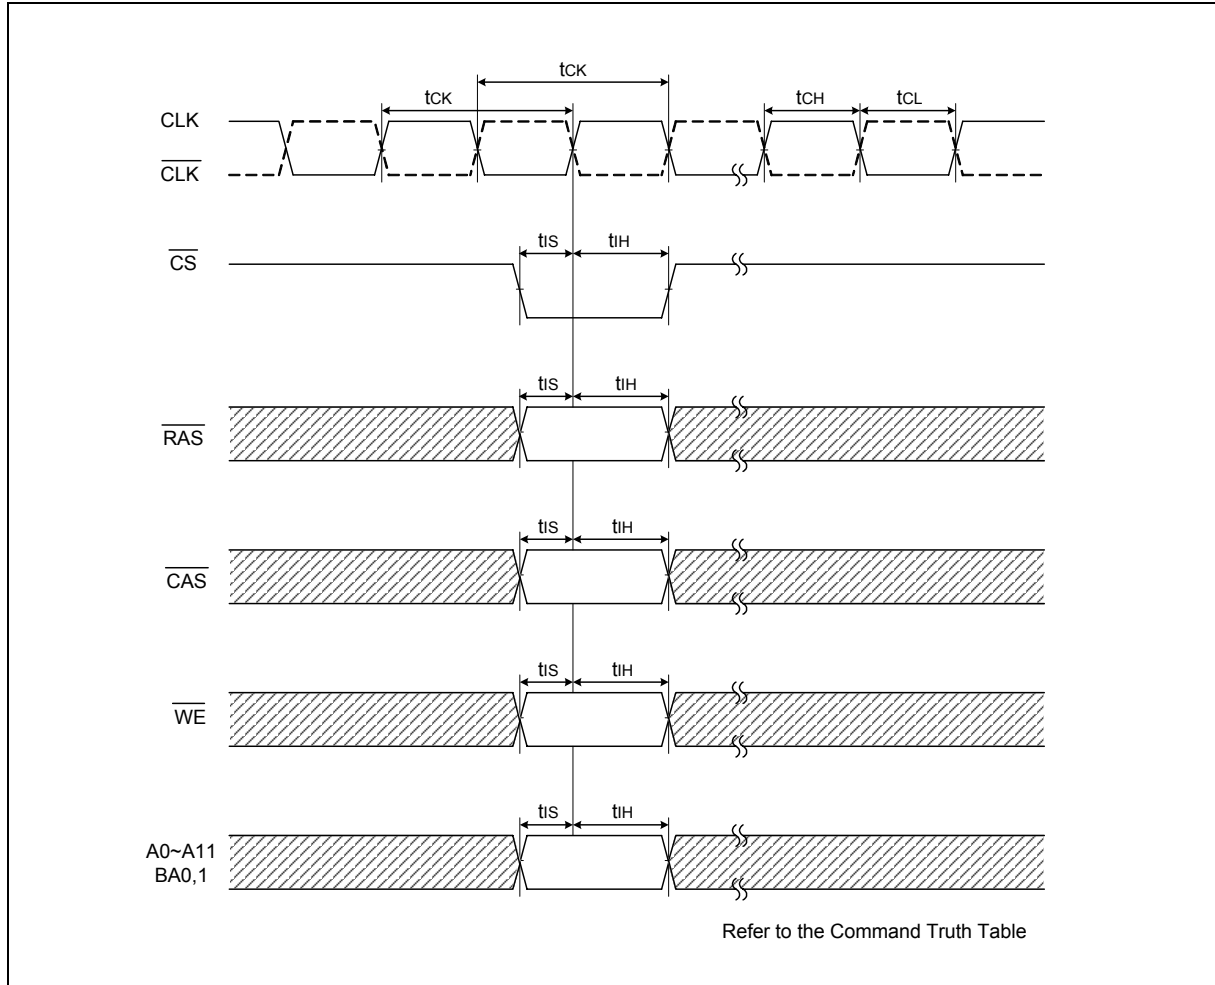 tCK
tCK tCH tCL
CLK
CLK
tIS tIH
CS
tIS tIH
RAS
tIS tIH
CAS
tIS tIH
WE
tIS tIH
A0~A11
BA0,1
Refer to the Command Truth Table